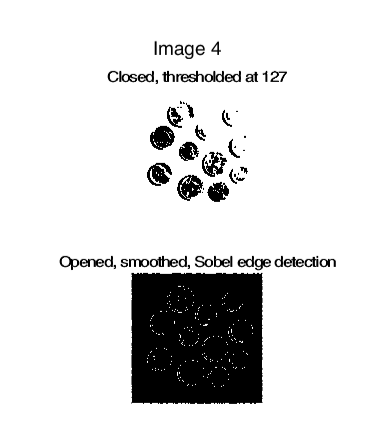 Image 4
Closed, thresholded at 127
Opened, smoothed, Sobel edge detection